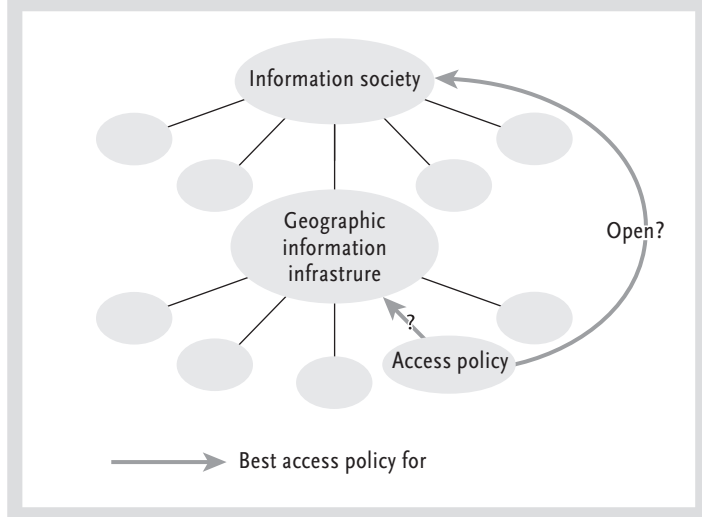 Information society
Geographic
information
infrastrure
Open?
?
Access policy
Best access policy for